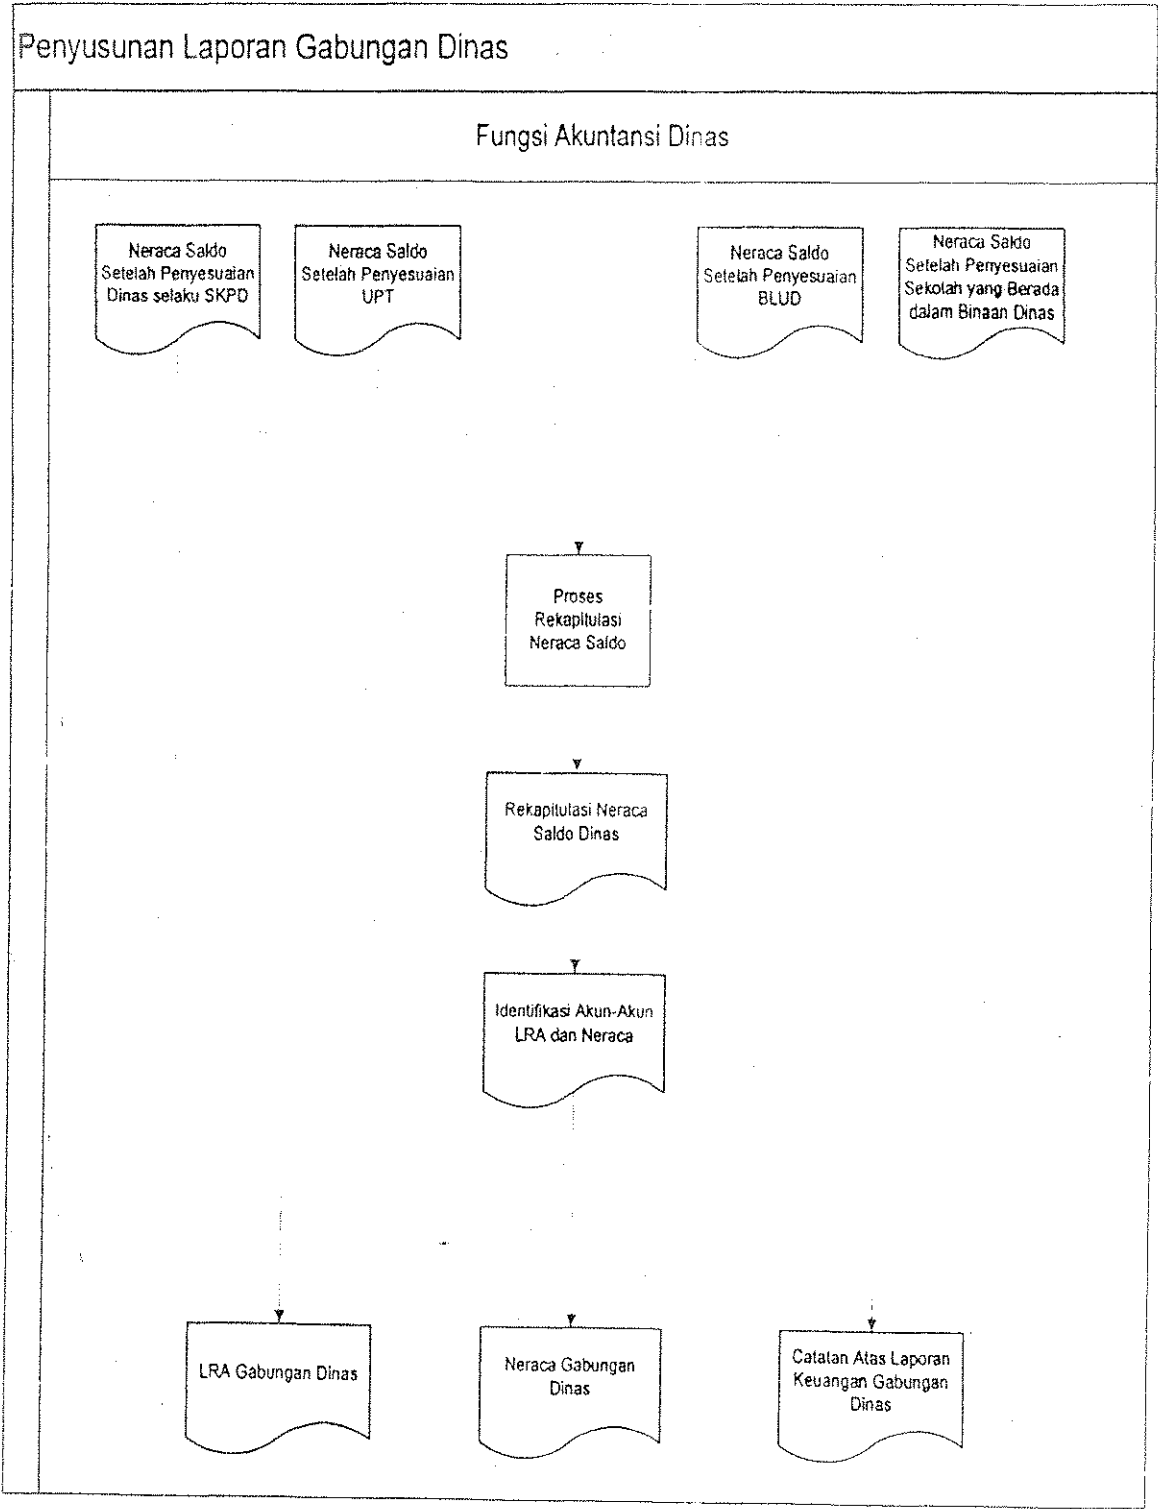 Penyusunan Laporan Gabungan Dinas
Fungsi Akuntansi Dinas
Neraca Saldo
Setelah Penyesuaian
Dinas selaku SKPD
Neraca Saldo
Setelah Penyesuaian
UPT
Neraca Saldo
Setelah Penyesuaian
BLUD
Neraca Saldo
Setelah Penyesuaian
Sekolah yang Berada
dalam Binaan Dinas
Proses
Rekapitulasi
Neraca Saldo
Rekapitulasi Neraca
Saldo Dinas
Identifikasi Akun-Akun
LRA dan Neraca
LRA Gabungan Dinas
Neraca Gabungan
Dinas
Catatan Atas Laporan
Keuangan Gabungan
Dinas